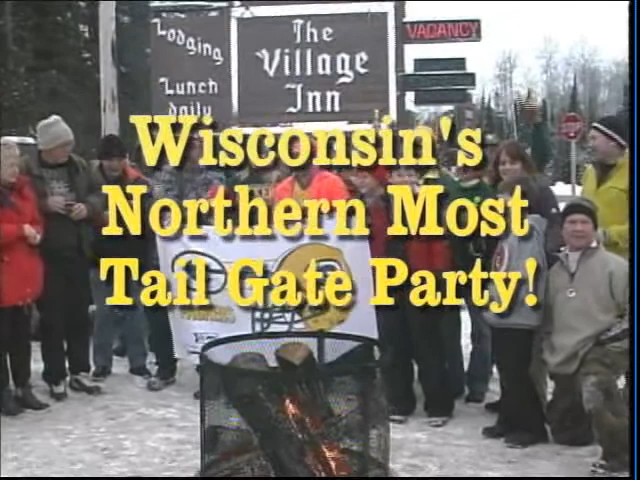 Lodging
Lunch
daily
The
Village
Inn
VACANCY
Wisconsin's
Northern Most
Tail Gate Party!